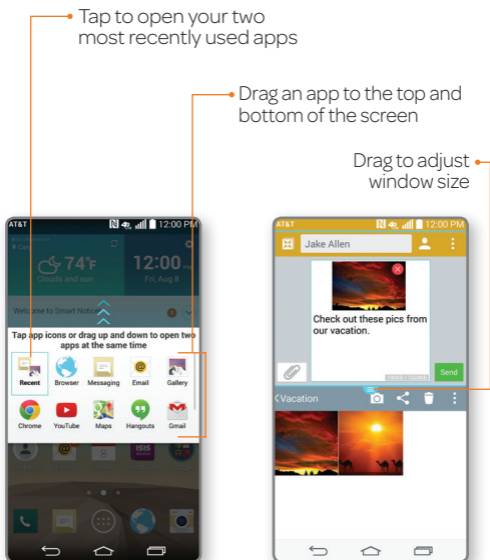 Tap to open your two
most recently used apps
Drag an app to the top and
bottom of the screen
Drag to adjust
window size
AT&T
12:00 PM
74°F
Clouds and sun
12:00
Fri, Aug 8
Welcome to Smart Notice
Tap app icons or drag up and down to open two
apps at the same time
Recent Browser Messaging Email Gallery
Chrome YouTube Maps Hangouts Gmail
isis
AT&T
12:00 PM
Jake Allen
Check out these pics from
our vacation.
Send
Vacation